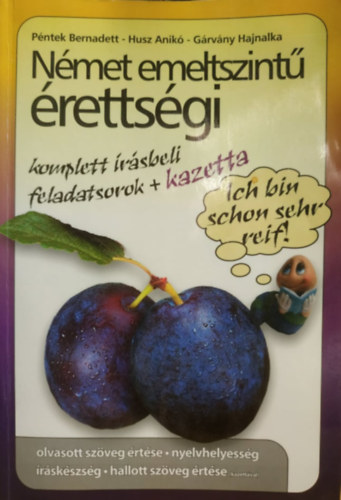 Péntek Bernadett - Husz Anikó - Gárvány Hajnalka
Német emeltszintű
érettségi
komplett írásbeli
feladatsorok + kazetta
Ich bin
schon sehr
reif!
olvasott szöveg értése • nyelvhelyesség
íráskészség • hallott szöveg értése